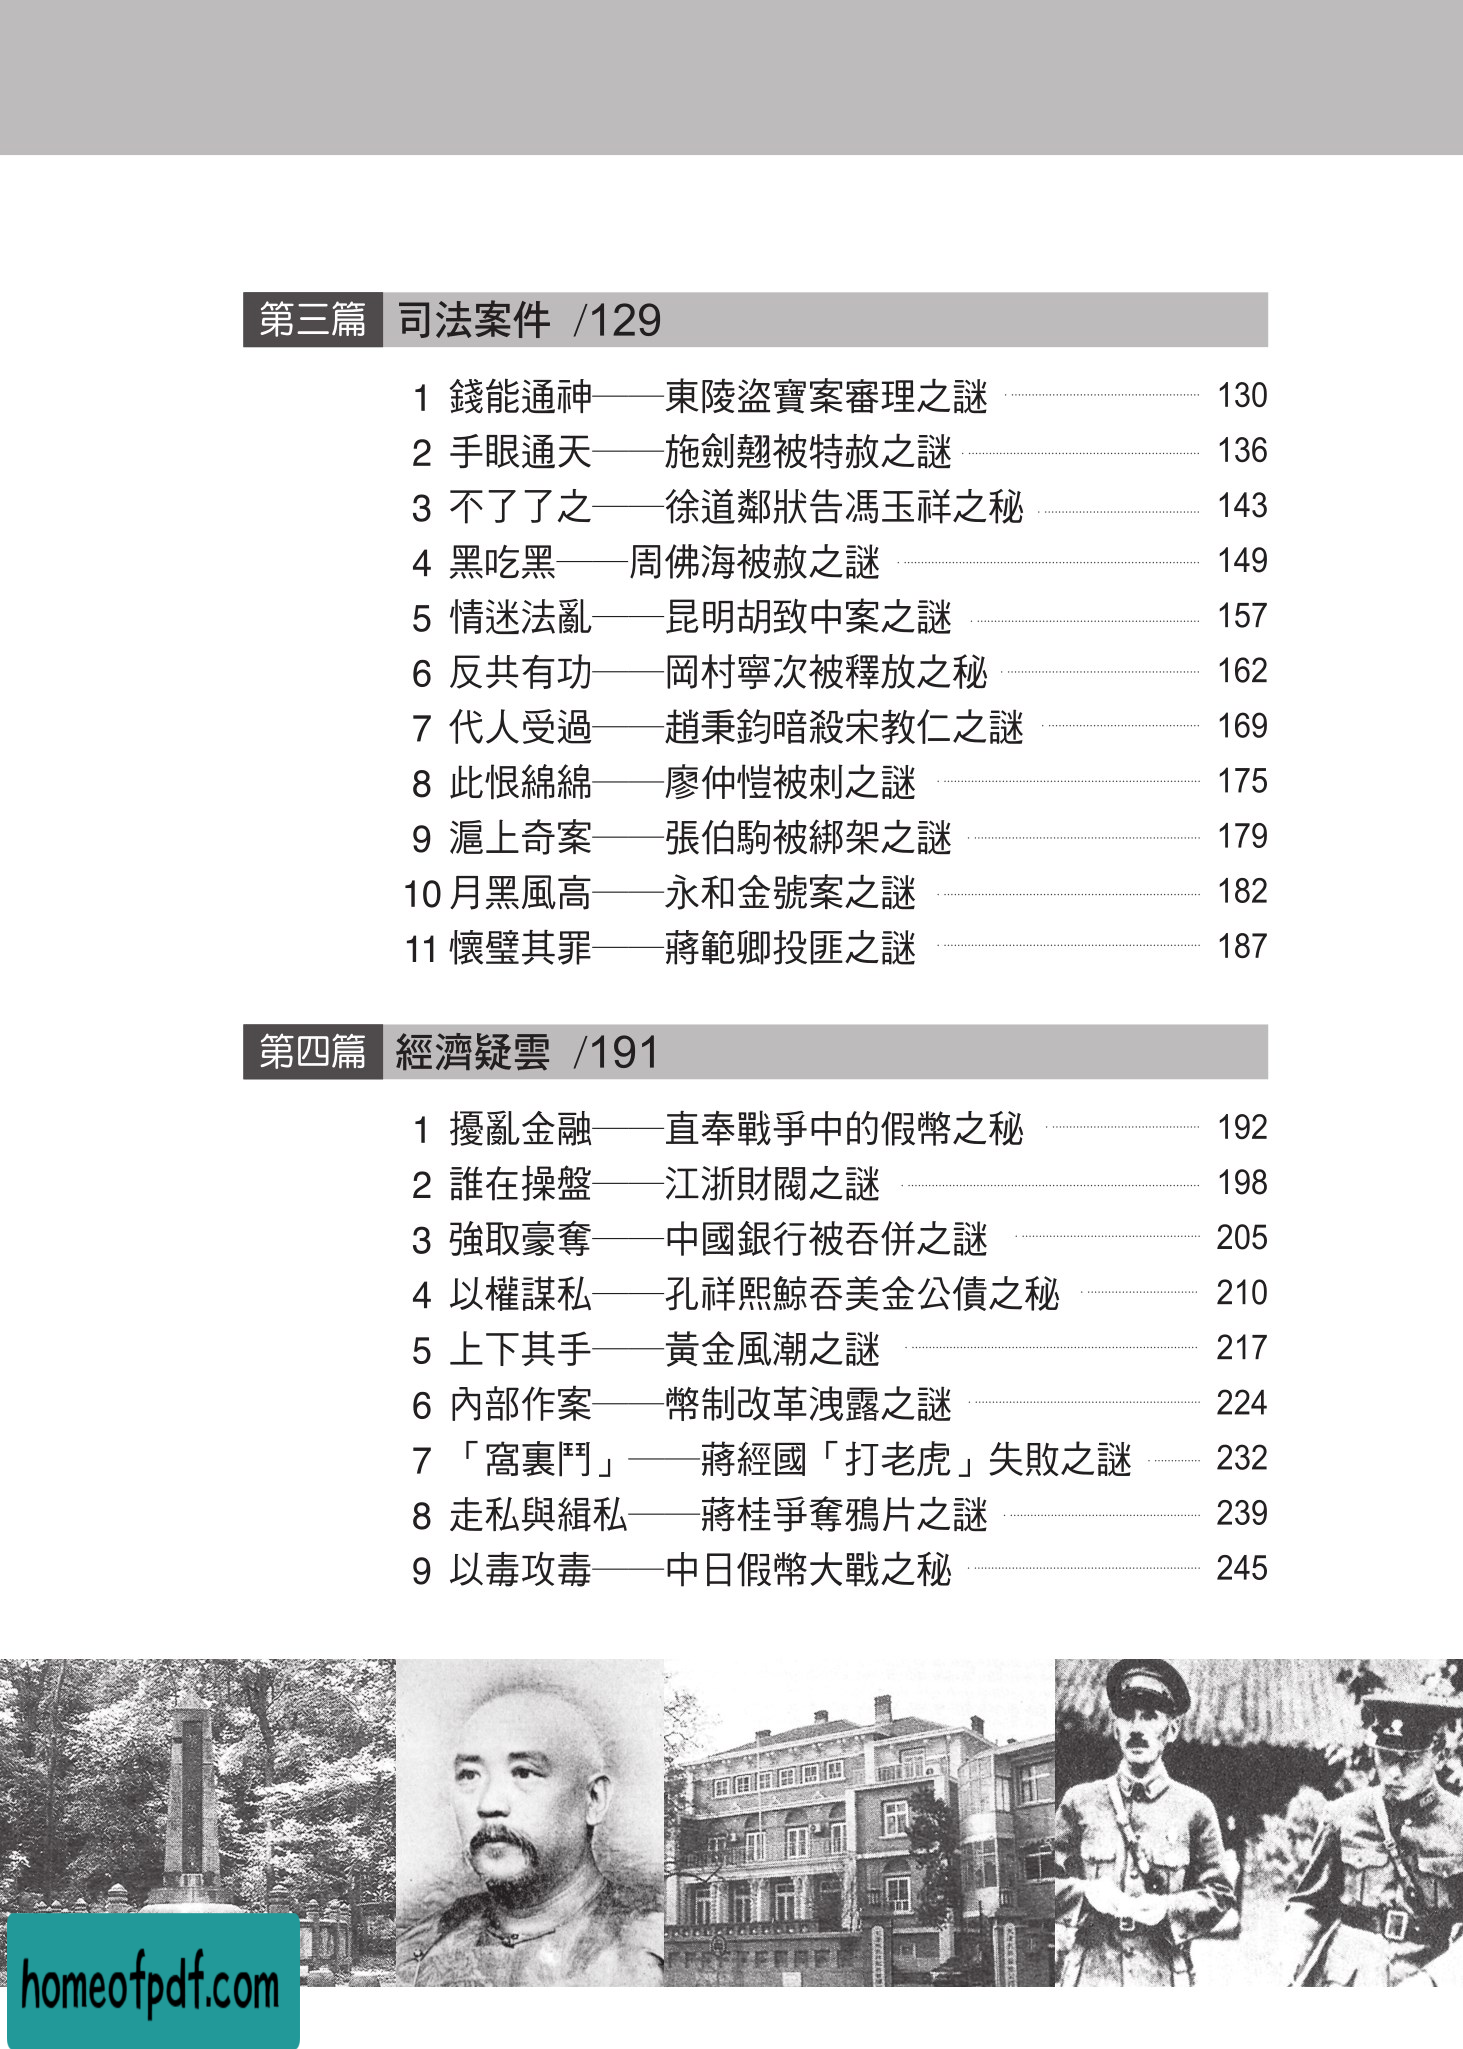 第三篇 司法案件 /129
1 錢能通神——東陵盜寶案審理之謎 130
2 手眼通天——施劍翹被特赦之謎 136
3 不了了之——徐道鄰狀告馮玉祥之秘 143
4 黑吃黑——周佛海被赦之謎 149
5 情迷法亂——昆明胡致中案之謎 157
6 反共有功——岡村寧次被釋放之秘 162
7 代人受過——趙秉鈞暗殺宋教仁之謎 169
8 此恨綿綿——廖仲愷被刺之謎 175
9 滬上奇案——張伯駒被綁架之謎 179
10 月黑風高——永和金號案之謎 182
11 懷璧其罪——蔣範卿投匪之謎 187
第四篇 經濟疑雲 /191
1 擾亂金融——直奉戰爭中的假幣之秘 192
2 誰在操盤——江浙財閥之謎 198
3 強取豪奪——中國銀行被吞併之謎 205
4 以權謀私——孔祥熙鯨吞美金公債之秘 210
5 上下其手——黃金風潮之謎 217
6 內部作案——幣制改革洩露之謎 224
7 「窩裏鬥」——蔣經國「打老虎」失敗之謎 232
8 走私與緝私——蔣桂爭奪鴉片之謎 239
9 以毒攻毒——中日假幣大戰之秘 245
homeofpdf.com